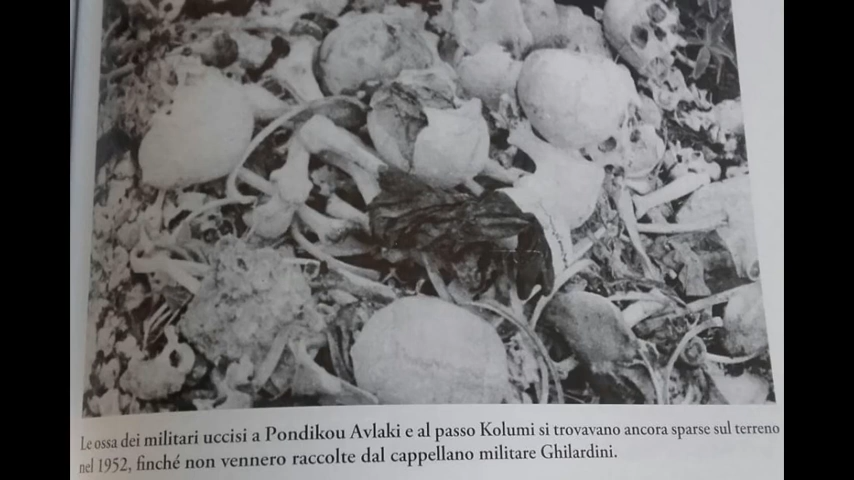 Le ossa dei militari uccisi a Pondikou Avlaki e al passo Kolumi si trovavano ancora sparse sul terreno
nel 1952, finché non vennero raccolte dal cappellano militare Ghilardini.